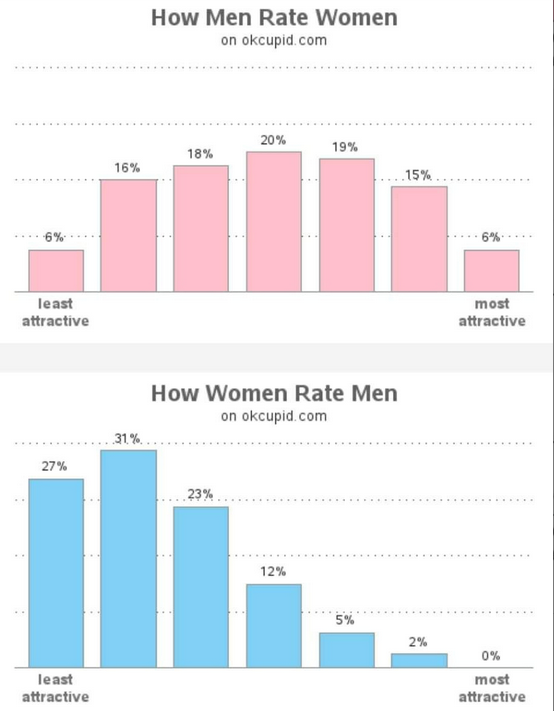 How Men Rate Women
on okcupid.com
6%
16%
18%
20%
19%
15%
6%
least
attractive
most
attractive
How Women Rate Men
on okcupid.com
27%
31%
23%
12%
5%
2%
0%
least
attractive
most
attractive